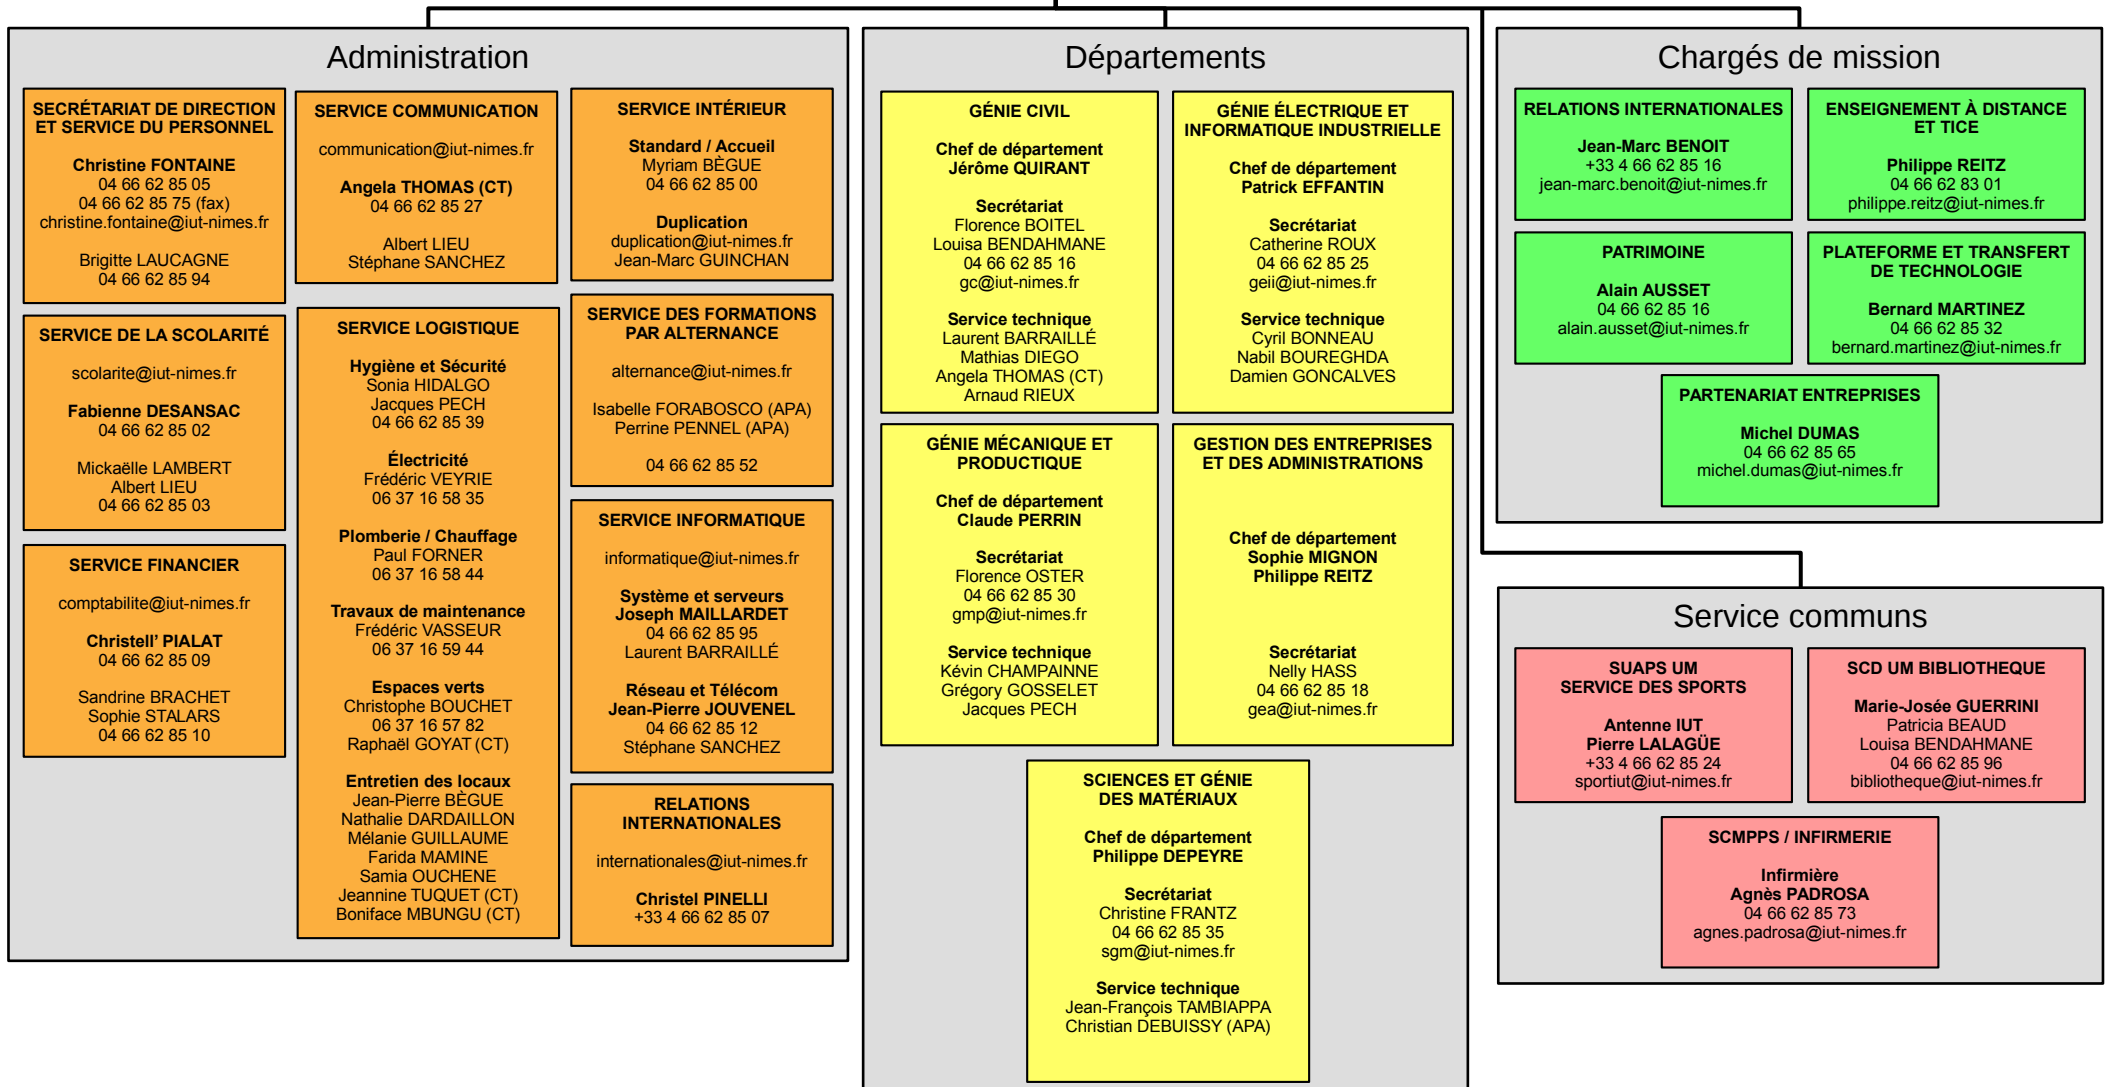 Administration
SECRÉTARIAT DE DIRECTION
ET SERVICE DU PERSONNEL
Christine FONTAINE
04 66 62 85 05
04 66 62 85 75 (fax)
christine.fontaine@iut-nimes.fr
Brigitte LAUCAGNE
04 66 62 85 94
SERVICE DE LA SCOLARITÉ
scolarite@iut-nimes.fr
Fabienne DESANSAC
04 66 62 85 02
Mickaëlle LAMBERT
Albert LIEU
04 66 62 85 03
SERVICE FINANCIER
comptabilite@iut-nimes.fr
Christell’ PIALAT
04 66 62 85 09
Sandrine BRACHET
Sophie STALARS
04 66 62 85 10
SERVICE COMMUNICATION
communication@iut-nimes.fr
Angela THOMAS (CT)
04 66 62 85 27
Albert LIEU
Stéphane SANCHEZ
SERVICE LOGISTIQUE
Hygiène et Sécurité
Sonia HIDALGO
Jacques PECH
04 66 62 85 39
Électricité
Frédéric VEYRIE
06 37 16 58 35
Plomberie / Chauffage
Paul FORNER
06 37 16 58 44
Travaux de maintenance
Frédéric VASSEUR
06 37 16 59 44
Espaces verts
Christophe BOUCHET
06 37 16 57 82
Raphaël GOYAT (CT)
Entretien des locaux
Jean-Pierre BÈGUE
Nathalie DARDAILLON
Mélanie GUILLAUME
Farida MAMINE
Samia OUCHENE
Jeannine TUQUET (CT)
Boniface MBUNGU (CT)
SERVICE INTÉRIEUR
Standard / Accueil
Myriam BÈGUE
04 66 62 85 00
Duplication
duplication@iut-nimes.fr
Jean-Marc GUINCHAN
SERVICE DES FORMATIONS
PAR ALTERNANCE
alternance@iut-nimes.fr
Isabelle FORABOSCO (APA)
Perrine PENNEL (APA)
04 66 62 85 52
SERVICE INFORMATIQUE
informatique@iut-nimes.fr
Système et serveurs
Joseph MAILLARDET
04 66 62 85 95
Laurent BARRAILLÉ
Réseau et Télécom
Jean-Pierre JOUVENEL
04 66 62 85 12
Stéphane SANCHEZ
RELATIONS
INTERNATIONALES
internationales@iut-nimes.fr
Christel PINELLI
+33 4 66 62 85 07
Départements
GÉNIE CIVIL
Chef de département
Jérôme QUIRANT
Secrétariat
Florence BOITEL
Louisa BENDAHMANE
04 66 62 85 16
gc@iut-nimes.fr
Service technique
Laurent BARRAILLÉ
Mathias DIEGO
Angela THOMAS (CT)
Arnaud RIEUX
GÉNIE ÉLECTRIQUE ET
INFORMATIQUE INDUSTRIELLE
Chef de département
Patrick EFFANTIN
Secrétariat
Catherine ROUX
04 66 62 85 25
geii@iut-nimes.fr
Service technique
Cyril BONNEAU
Nabil BOUREGHDA
Damien GONCALVES
GÉNIE MÉCANIQUE ET
PRODUCTIQUE
Chef de département
Claude PERRIN
Secrétariat
Florence OSTER
04 66 62 85 30
gmp@iut-nimes.fr
Service technique
Kévin CHAMPAINNE
Grégory GOSSELET
Jacques PECH
GESTION DES ENTREPRISES
ET DES ADMINISTRATIONS
Chef de département
Sophie MIGNON
Philippe REITZ
Secrétariat
Nelly HASS
04 66 62 85 18
gea@iut-nimes.fr
SCIENCES ET GÉNIE
DES MATÉRIAUX
Chef de département
Philippe DEPEYRE
Secrétariat
Christine FRANTZ
04 66 62 85 35
sgm@iut-nimes.fr
Service technique
Jean-François TAMBIAPPA
Christian DEBUISSY (APA)
Chargés de mission
RELATIONS INTERNATIONALES
Jean-Marc BENOIT
+33 4 66 62 85 16
jean-marc.benoit@iut-nimes.fr
ENSEIGNEMENT À DISTANCE
ET TICE
Philippe REITZ
04 66 62 83 01
philippe.reitz@iut-nimes.fr
PATRIMOINE
Alain AUSSET
04 66 62 85 16
alain.ausset@iut-nimes.fr
PLATEFORME ET TRANSFERT
DE TECHNOLOGIE
Bernard MARTINEZ
04 66 62 85 32
bernard.martinez@iut-nimes.fr
PARTENARIAT ENTREPRISES
Michel DUMAS
04 66 62 85 65
michel.dumas@iut-nimes.fr
Service communs
SUAPS UM
SERVICE DES SPORTS
Antenne IUT
Pierre LALAGÜE
+33 4 66 62 85 24
sportiut@iut-nimes.fr
SCD UM BIBLIOTHEQUE
Marie-Josée GUERRINI
Patricia BEAUD
Louisa BENDAHMANE
04 66 62 85 96
bibliotheque@iut-nimes.fr
SCMPPS / INFIRMERIE
Infirmière
Agnès PADROSA
04 66 62 85 73
agnes.padrosa@iut-nimes.fr